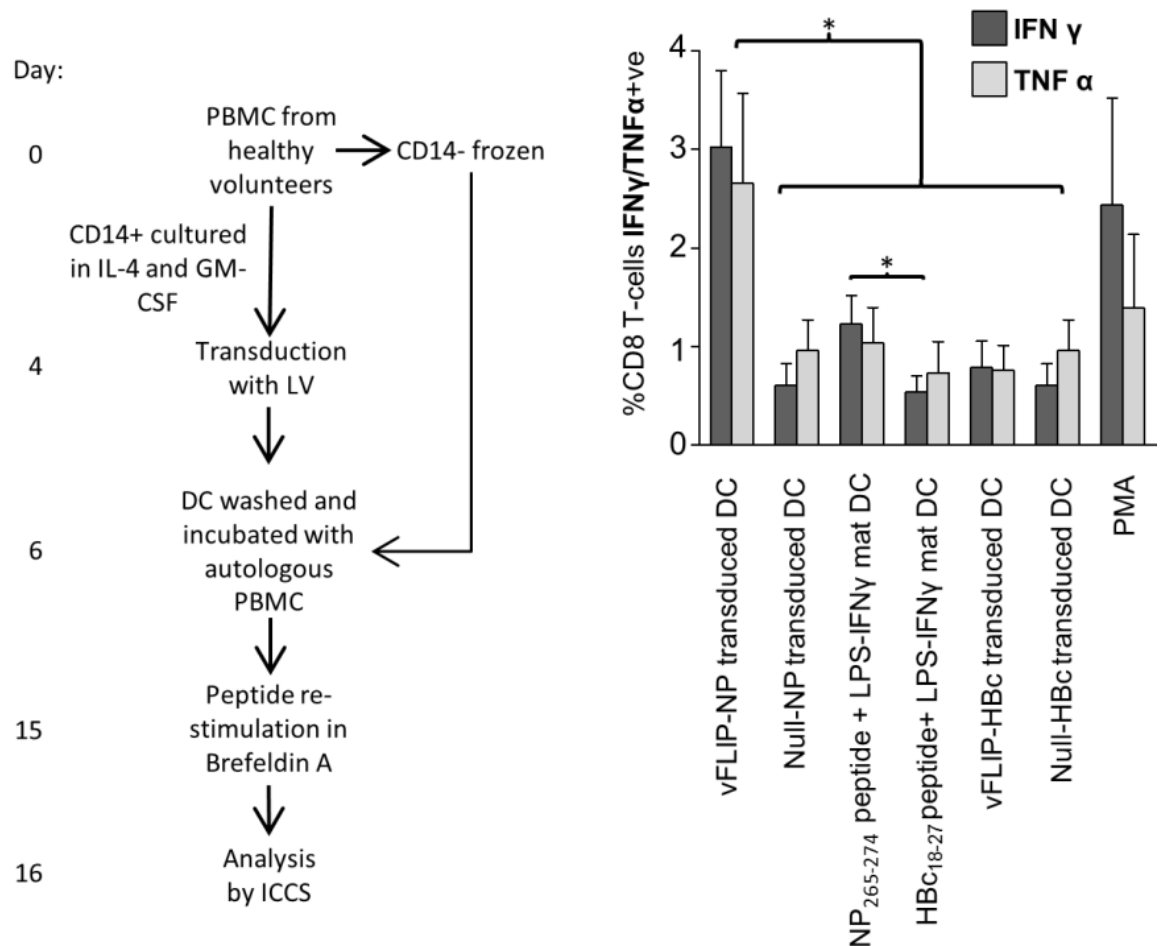 Day:
0
PBMC from
healthy
volunteers
CD14- frozen
CD14+ cultured
in IL-4 and GM-
CSF
4
Transduction
with LV
6
DC washed and
incubated with
autologous
PBMC
15
Peptide re-
stimulation in
Brefeldin A
16
Analysis
by ICCS
IFN γ
TNF α
%CD8 T-cells IFNγ/TNFα+ve
4
3
2
1
0
*
*
vFLIP-NP transduced DC
Null-NP transduced DC
NP265-274 peptide + LPS-IFNγ mat DC
HBc18-27 peptide+ LPS-IFNγ mat DC
vFLIP-HBc transduced DC
Null-HBc transduced DC
PMA